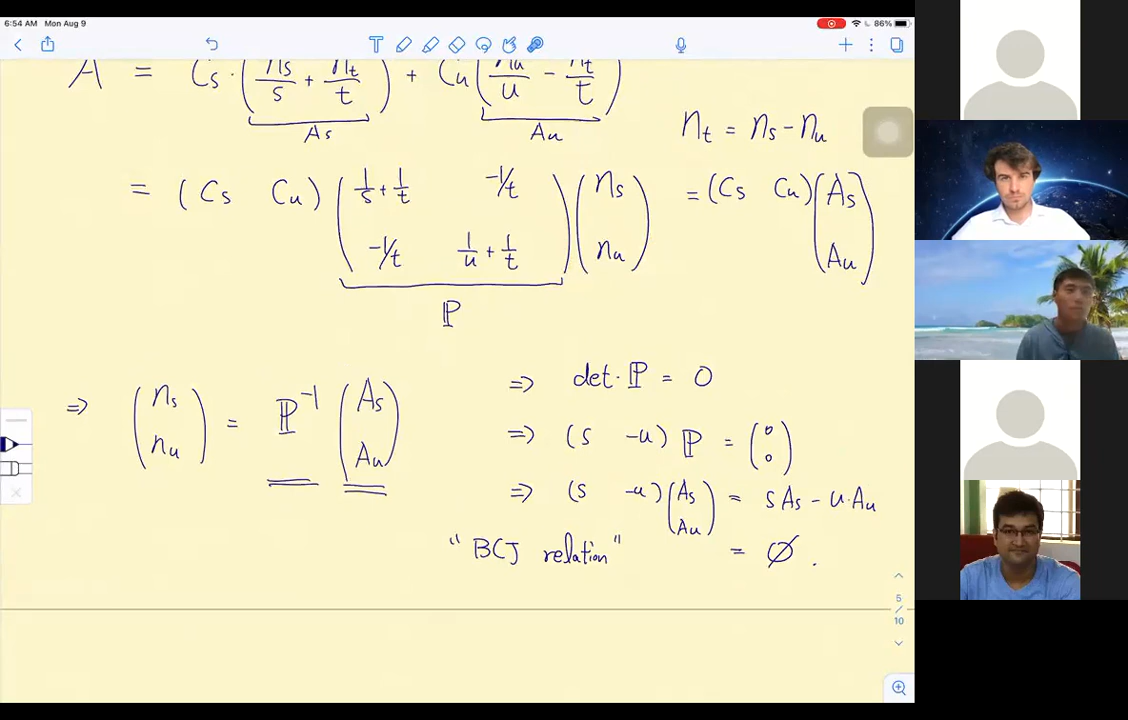 6:54 AM Mon Aug 9
86%
A = Cs · ( ns/s + nt/t ) + Cu ( nu/u − nt/t )
As
Au
nt = ns − nu
= ( Cs Cu ) ( 1/s + 1/t −1/t
−1/t 1/u + 1/t ) ( ns
nu ) = ( Cs Cu ) ( As
Au )
ℙ
⇒ ( ns
nu ) = ℙ⁻¹ ( As
Au )
⇒ det · ℙ = 0
⇒ ( s −u ) ℙ = ( 0
0 )
⇒ ( s −u ) ( As
Au ) = sAs − u·Au
"BCJ relation" = ∅ .
5
/
10